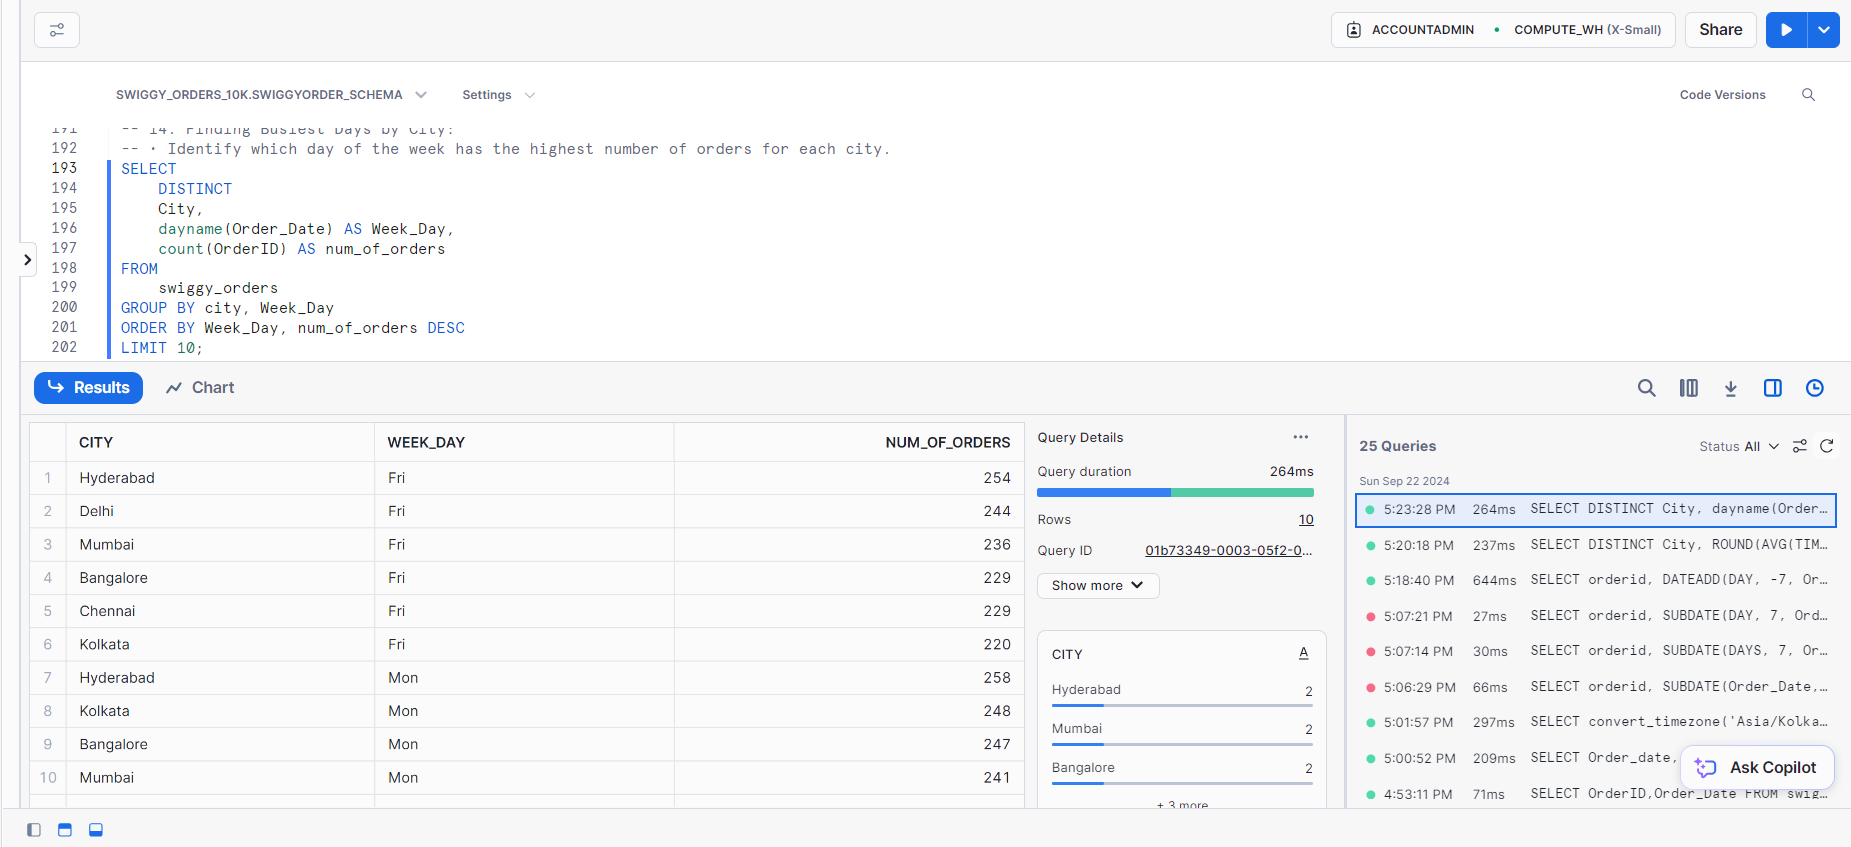 ACCOUNTADMIN • COMPUTE_WH (X-Small)
Share
SWIGGY_ORDERS_10K.SWIGGYORDER_SCHEMA
Settings
Code Versions
191 -- 14. Finding Busiest Days by City:
192 -- · Identify which day of the week has the highest number of orders for each city.
193 SELECT
194 DISTINCT
195 City,
196 dayname(Order_Date) AS Week_Day,
197 count(OrderID) AS num_of_orders
198 FROM
199 swiggy_orders
200 GROUP BY city, Week_Day
201 ORDER BY Week_Day, num_of_orders DESC
202 LIMIT 10;
Results
Chart
CITY WEEK_DAY NUM_OF_ORDERS
1 Hyderabad Fri 254
2 Delhi Fri 244
3 Mumbai Fri 236
4 Bangalore Fri 229
5 Chennai Fri 229
6 Kolkata Fri 220
7 Hyderabad Mon 258
8 Kolkata Mon 248
9 Bangalore Mon 247
10 Mumbai Mon 241
Query Details ...
Query duration 264ms
Rows 10
Query ID 01b73349-0003-05f2-0...
Show more
CITY A
Hyderabad 2
Mumbai 2
Bangalore 2
+ 3 more
25 Queries
Status All
Sun Sep 22 2024
5:23:28 PM 264ms SELECT DISTINCT City, dayname(Order...
5:20:18 PM 237ms SELECT DISTINCT City, ROUND(AVG(TIM...
5:18:40 PM 644ms SELECT orderid, DATEADD(DAY, -7, Or...
5:07:21 PM 27ms SELECT orderid, SUBDATE(DAY, 7, Ord...
5:07:14 PM 30ms SELECT orderid, SUBDATE(DAYS, 7, Or...
5:06:29 PM 66ms SELECT orderid, SUBDATE(Order_Date,...
5:01:57 PM 297ms SELECT convert_timezone('Asia/Kolka...
5:00:52 PM 209ms SELECT Order_date,
4:53:11 PM 71ms SELECT OrderID,Order_Date FROM swig...
Ask Copilot